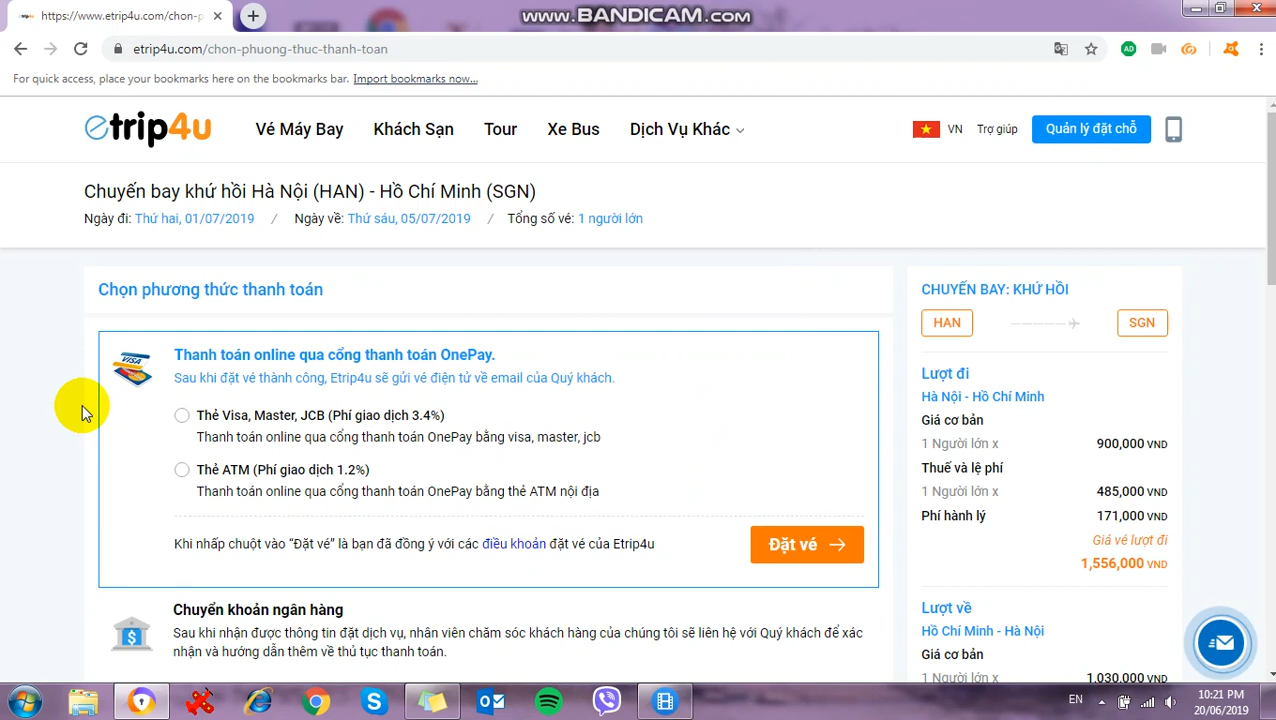 https://www.etrip4u.com/chon-p
www.BANDICAM.com
etrip4u.com/chon-phuong-thuc-thanh-toan
AD
For quick access, place your bookmarks here on the bookmarks bar. Import bookmarks now...
etrip4u
Vé Máy Bay
Khách Sạn
Tour
Xe Bus
Dịch Vụ Khác
VN
Trợ giúp
Quản lý đặt chỗ
Chuyến bay khứ hồi Hà Nội (HAN) - Hồ Chí Minh (SGN)
Ngày đi: Thứ hai, 01/07/2019 / Ngày về: Thứ sáu, 05/07/2019 / Tổng số vé: 1 người lớn
Chọn phương thức thanh toán
VISA
Thanh toán online qua cổng thanh toán OnePay.
Sau khi đặt vé thành công, Etrip4u sẽ gửi vé điện tử về email của Quý khách.
Thẻ Visa, Master, JCB (Phí giao dịch 3.4%)
Thanh toán online qua cổng thanh toán OnePay bằng visa, master, jcb
Thẻ ATM (Phí giao dịch 1.2%)
Thanh toán online qua cổng thanh toán OnePay bằng thẻ ATM nội địa
Khi nhấp chuột vào “Đặt vé” là bạn đã đồng ý với các điều khoản đặt vé của Etrip4u
Đặt vé
$
Chuyển khoản ngân hàng
Sau khi nhận được thông tin đặt dịch vụ, nhân viên chăm sóc khách hàng của chúng tôi sẽ liên hệ với Quý khách để xác
nhận và hướng dẫn thêm về thủ tục thanh toán.
CHUYẾN BAY: KHỨ HỒI
HAN
SGN
Lượt đi
Hà Nội - Hồ Chí Minh
Giá cơ bản
1 Người lớn x 900,000 VND
Thuế và lệ phí
1 Người lớn x 485,000 VND
Phí hành lý 171,000 VND
Giá vé lượt đi
1,556,000 VND
Lượt về
Hồ Chí Minh - Hà Nội
Giá cơ bản
1 Người lớn x 1,030,000 VND
EN
10:21 PM
20/06/2019